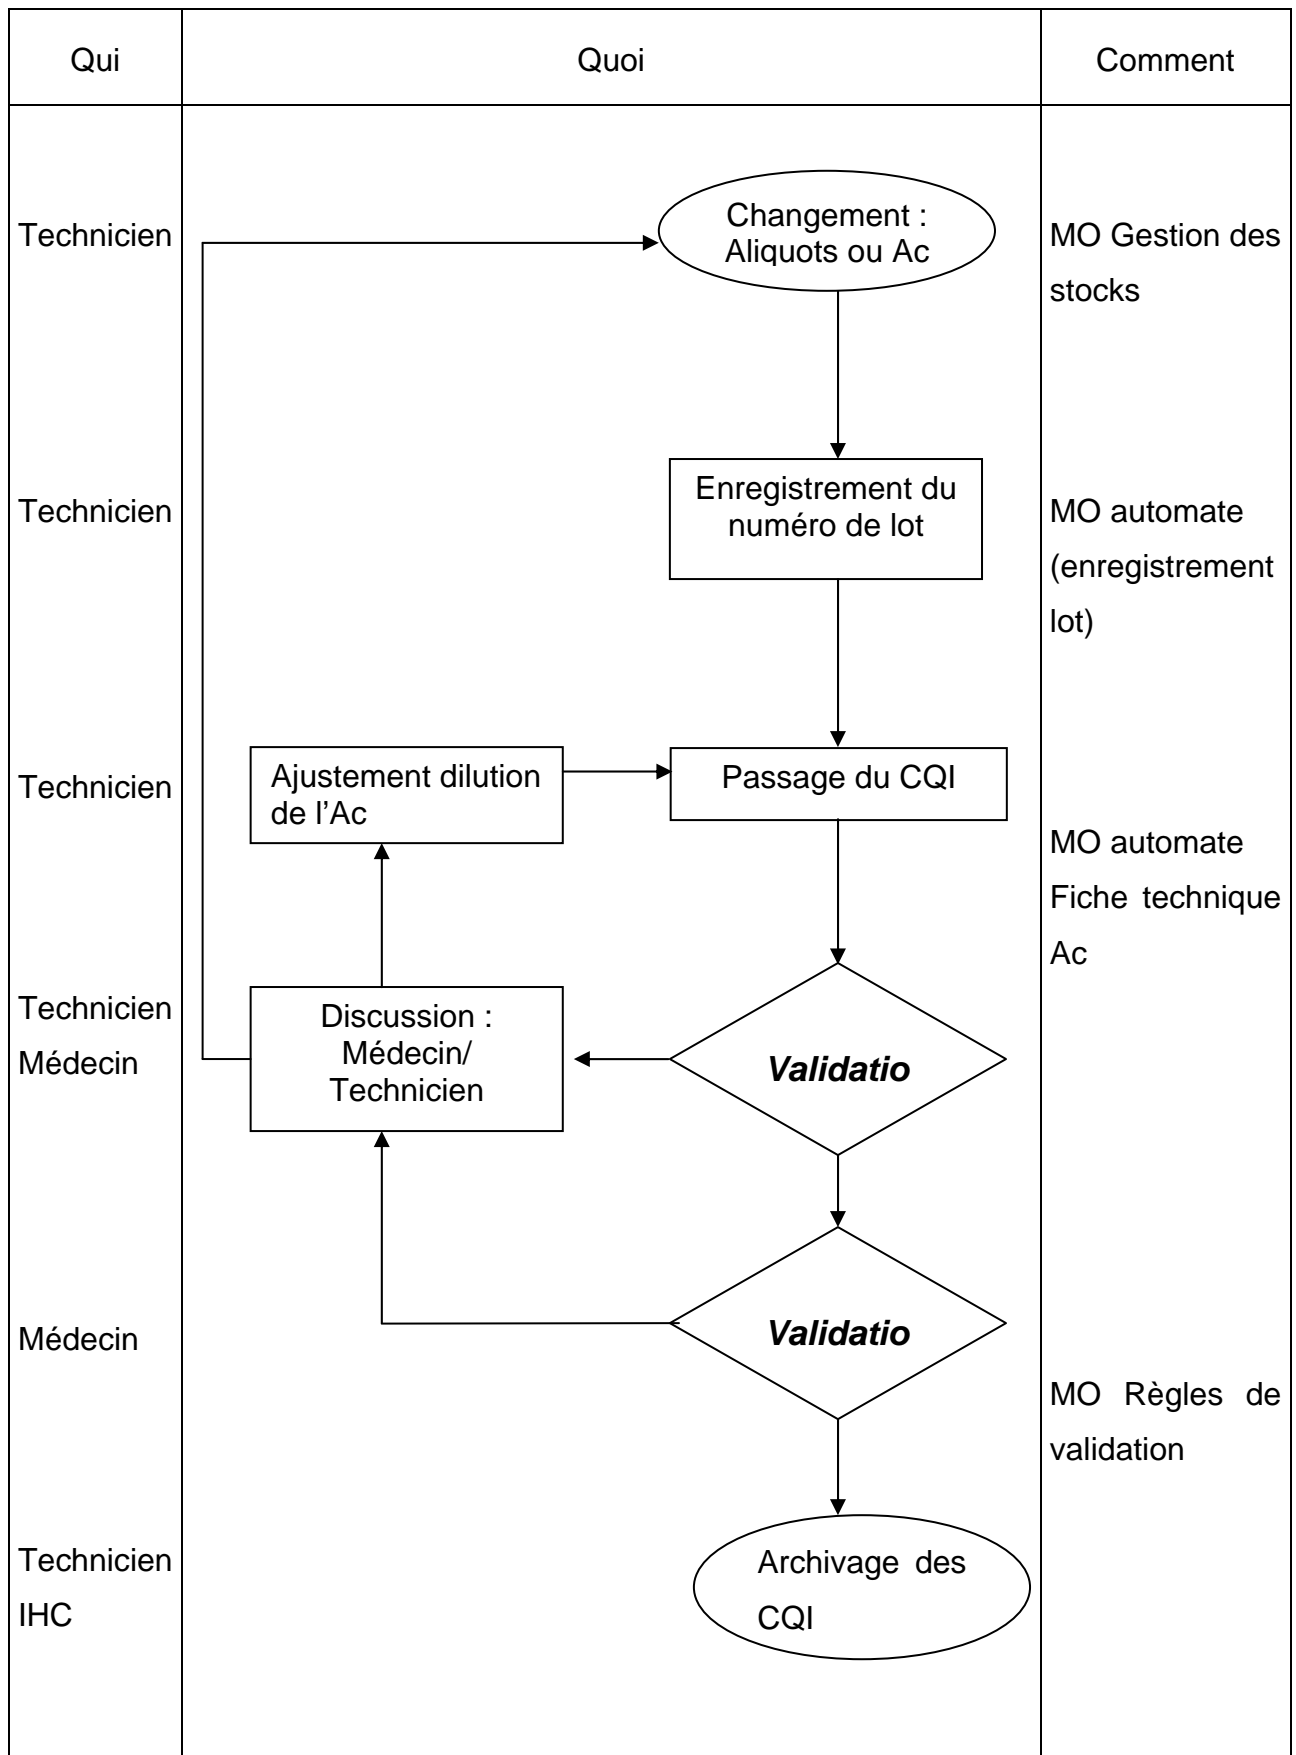 Qui
Quoi
Comment
Technicien
Changement :
Aliquots ou Ac
MO Gestion des
stocks
Technicien
Enregistrement du
numéro de lot
MO automate
(enregistrement
lot)
Technicien
Ajustement dilution
de l'Ac
Passage du CQI
MO automate
Fiche technique
Ac
Technicien
Médecin
Discussion :
Médecin/
Technicien
Validatio
Médecin
Validatio
MO Règles de
validation
Technicien
IHC
Archivage des
CQI